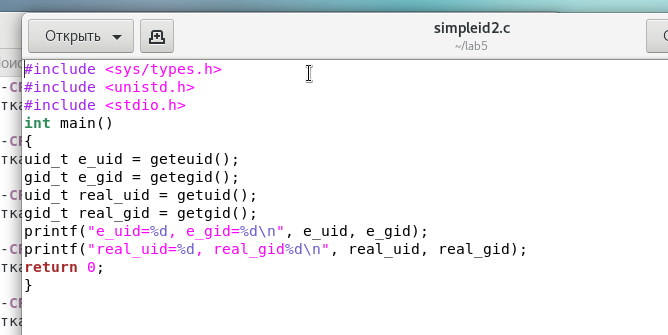 Открыть
simpleid2.c
~/lab5
#include <sys/types.h>
#include <unistd.h>
#include <stdio.h>
int main()
{
uid_t e_uid = geteuid();
gid_t e_gid = getegid();
uid_t real_uid = getuid();
gid_t real_gid = getgid();
printf("e_uid=%d, e_gid=%d\n", e_uid, e_gid);
printf("real_uid=%d, real_gid%d\n", real_uid, real_gid);
return 0;
}